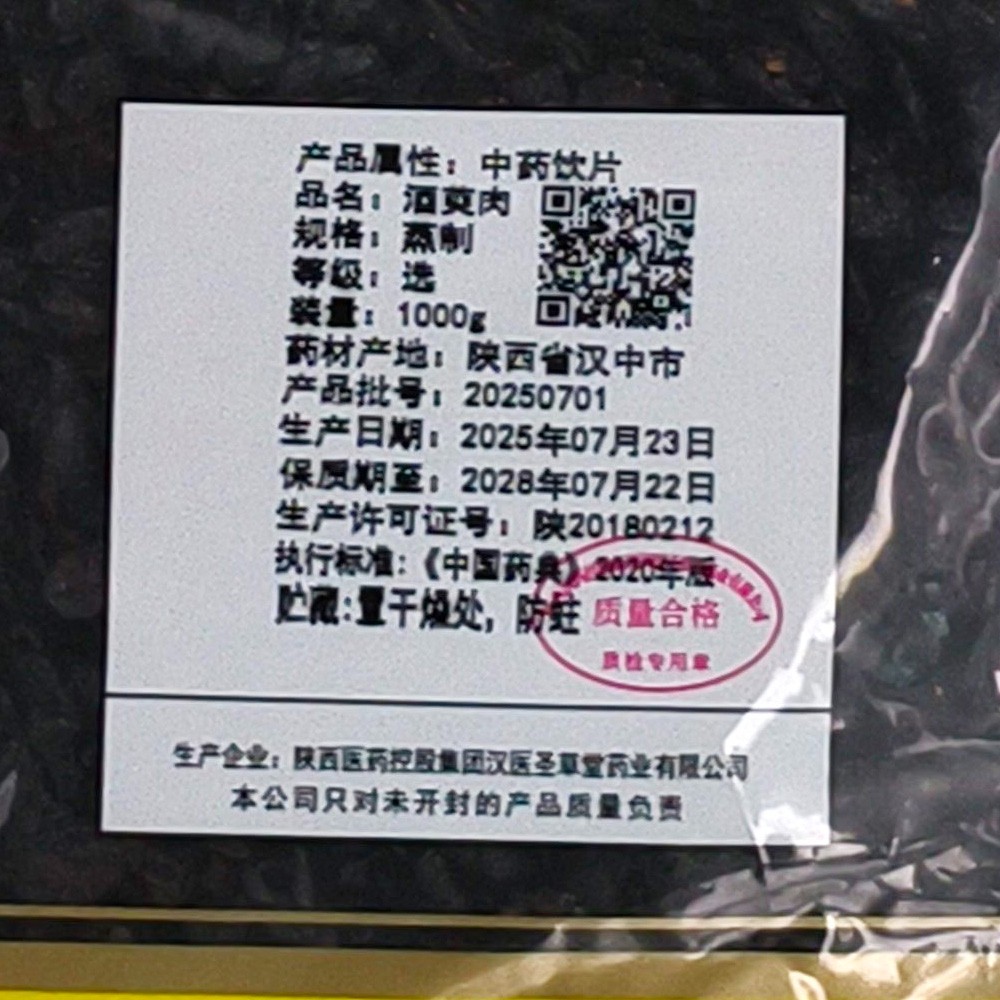 产品属性：中药饮片
品名：酒萸肉
规格：蒸制
等级：选
装量：1000g
药材产地：陕西省汉中市
产品批号：20250701
生产日期：2025年07月23日
保质期至：2028年07月22日
生产许可证号：陕20180212
执行标准：《中国药典》2020年版
贮藏：置干燥处，防蛀
质量合格
质检专用章
生产企业：陕西医药控股集团汉医圣草堂药业有限公司
本公司只对未开封的产品质量负责